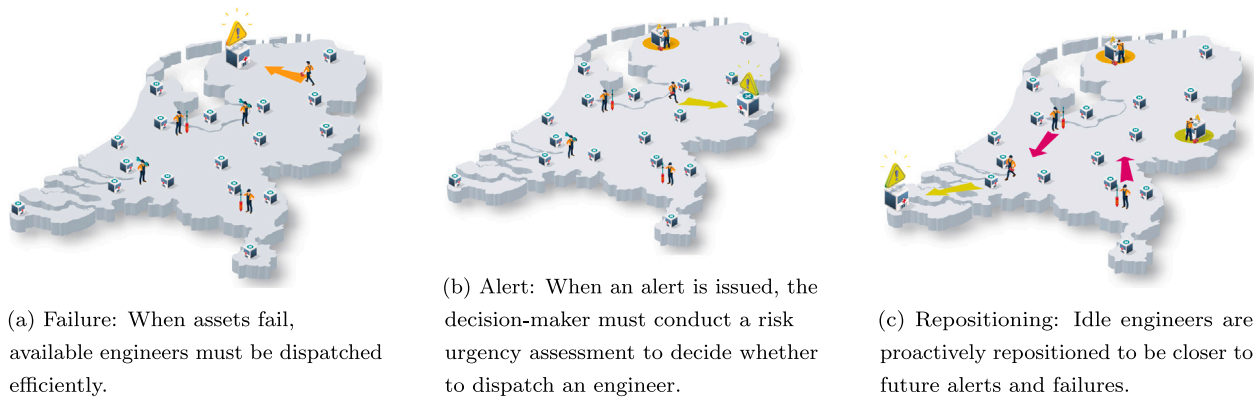 (a) Failure: When assets fail,
available engineers must be dispatched
efficiently.
(b) Alert: When an alert is issued, the
decision-maker must conduct a risk
urgency assessment to decide whether
to dispatch an engineer.
(c) Repositioning: Idle engineers are
proactively repositioned to be closer to
future alerts and failures.